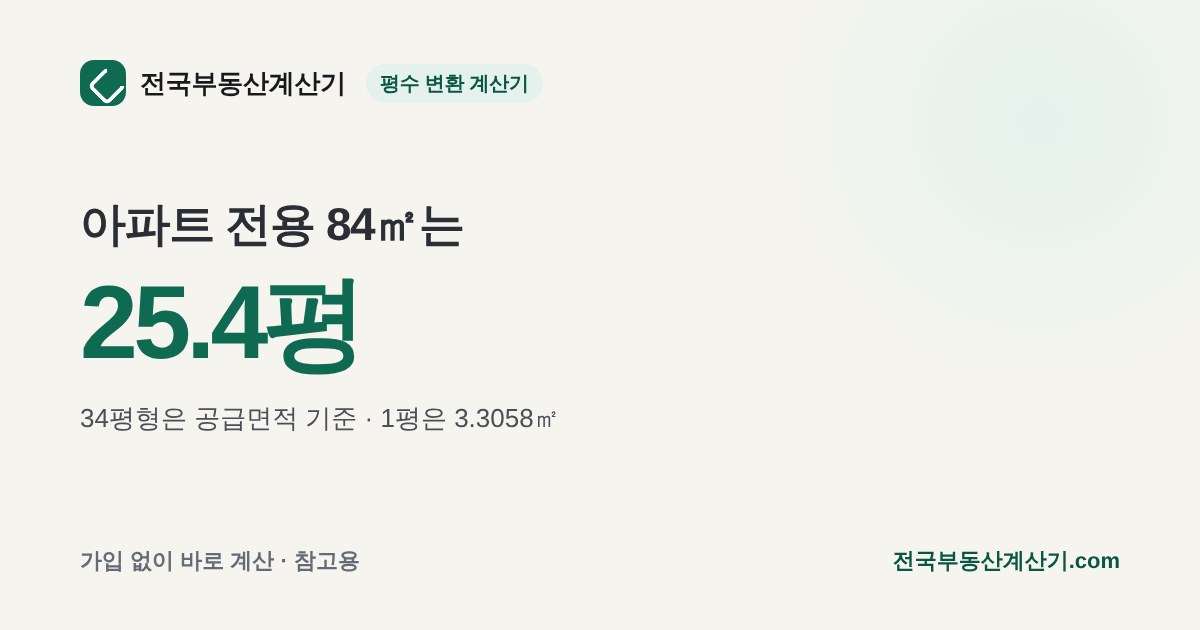 전국부동산계산기 평수 변환 계산기
아파트 전용 84㎡는
25.4평
34평형은 공급면적 기준 · 1평은 3.3058㎡
가입 없이 바로 계산 · 참고용
전국부동산계산기.com